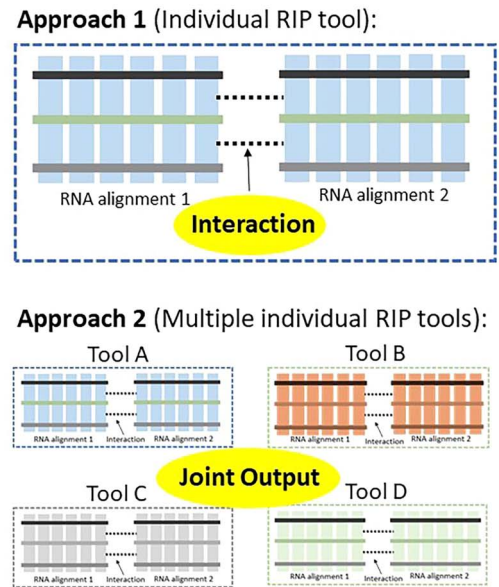 Approach 1 (Individual RIP tool):
RNA alignment 1
RNA alignment 2
Interaction
Approach 2 (Multiple individual RIP tools):
Tool A
Tool B
RNA alignment 1
Interaction
RNA alignment 2
RNA alignment 1
Interaction
RNA alignment 2
Joint Output
Tool C
Tool D
RNA alignment 1
Interaction
RNA alignment 2
RNA alignment 1
Interaction
RNA alignment 2